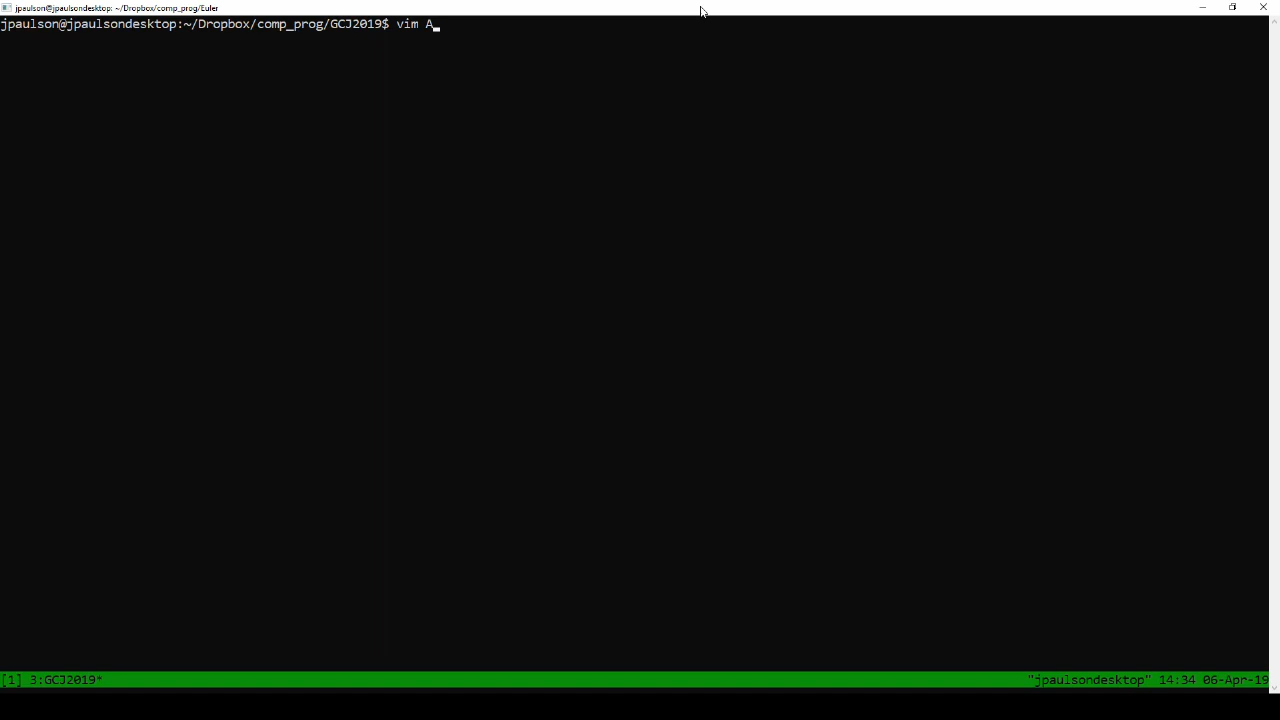 jpaulson@jpaulsondesktop: ~/Dropbox/comp_prog/Euler
jpaulson@jpaulsondesktop:~/Dropbox/comp_prog/GCJ2019$ vim A
[1] 3:GCJ2019* "jpaulsondesktop" 14:34 06-Apr-19